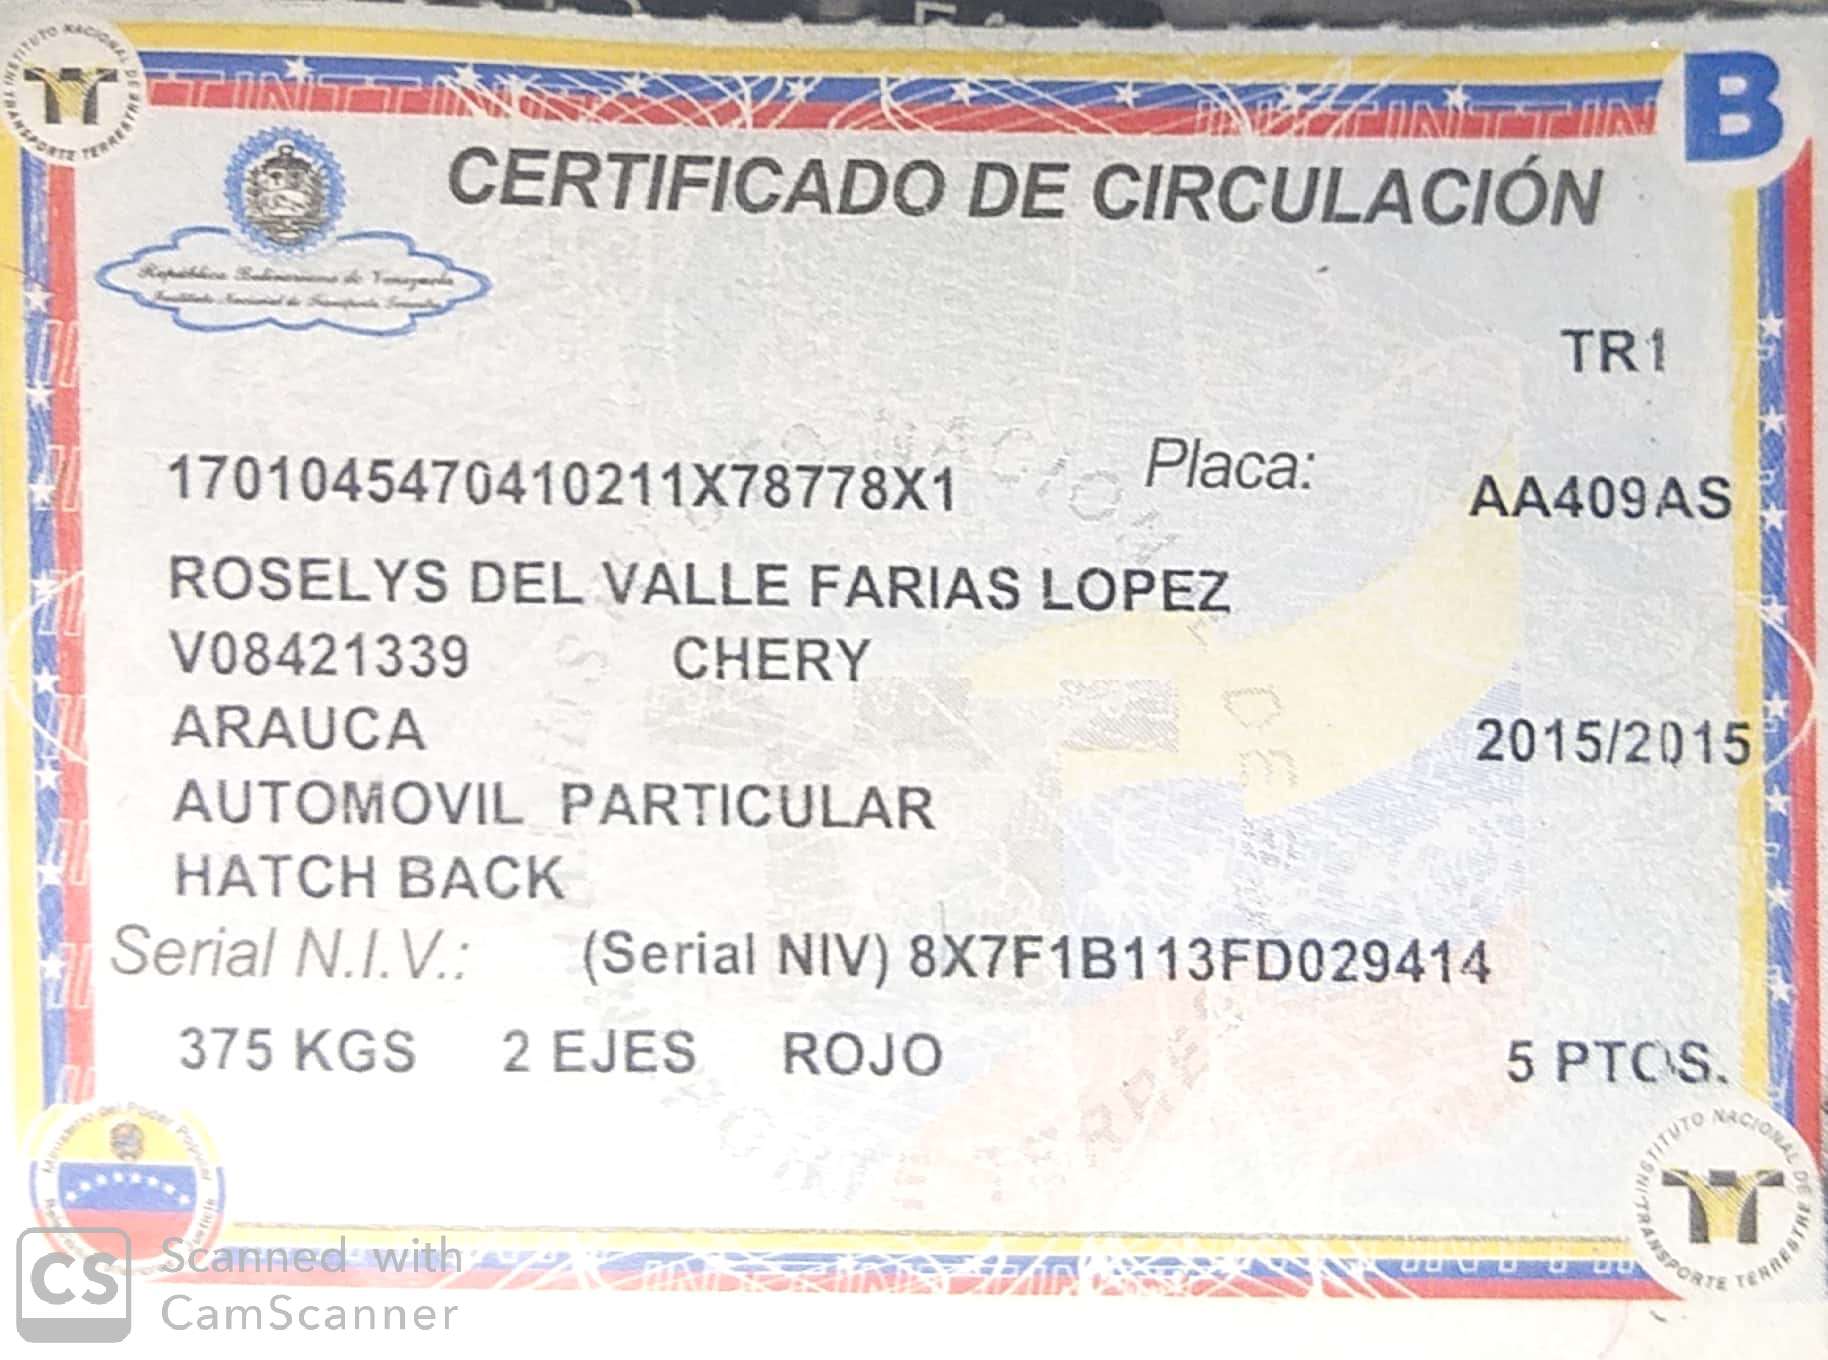 INSTITUTO NACIONAL DE TRANSPORTE TERRESTRE
B
CERTIFICADO DE CIRCULACIÓN
República Bolivariana de Venezuela
Instituto Nacional de Transporte Terrestre
TR1
1701045470410211X78778X1 Placa: AA409AS
ROSELYS DEL VALLE FARIAS LOPEZ
V08421339 CHERY
ARAUCA 2015/2015
AUTOMOVIL PARTICULAR
HATCH BACK
Serial N.I.V.: (Serial NIV) 8X7F1B113FD029414
375 KGS 2 EJES ROJO 5 PTOS.
INSTITUTO NACIONAL DE TRANSPORTE TERRESTRE
CS Scanned with
CamScanner